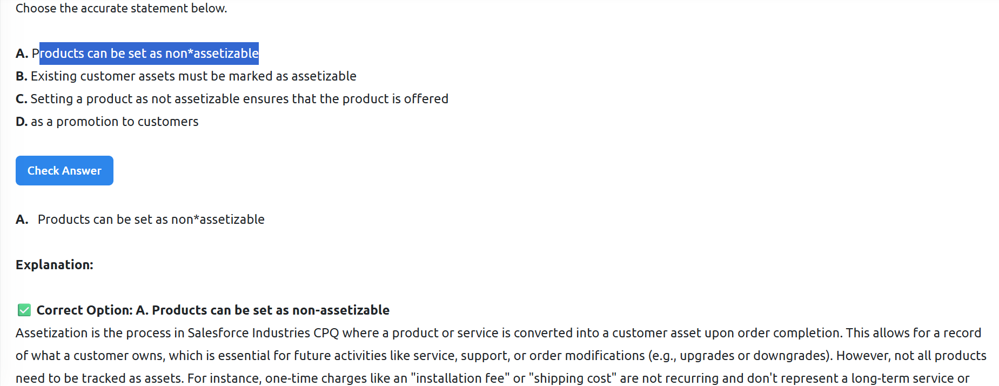 Choose the accurate statement below.
A. Products can be set as non*assetizable
B. Existing customer assets must be marked as assetizable
C. Setting a product as not assetizable ensures that the product is offered
D. as a promotion to customers
Check Answer
A. Products can be set as non*assetizable
Explanation:
✅ Correct Option: A. Products can be set as non-assetizable
Assetization is the process in Salesforce Industries CPQ where a product or service is converted into a customer asset upon order completion. This allows for a record
of what a customer owns, which is essential for future activities like service, support, or order modifications (e.g., upgrades or downgrades). However, not all products
need to be tracked as assets. For instance, one-time charges like an "installation fee" or "shipping cost" are not recurring and don't represent a long-term service or